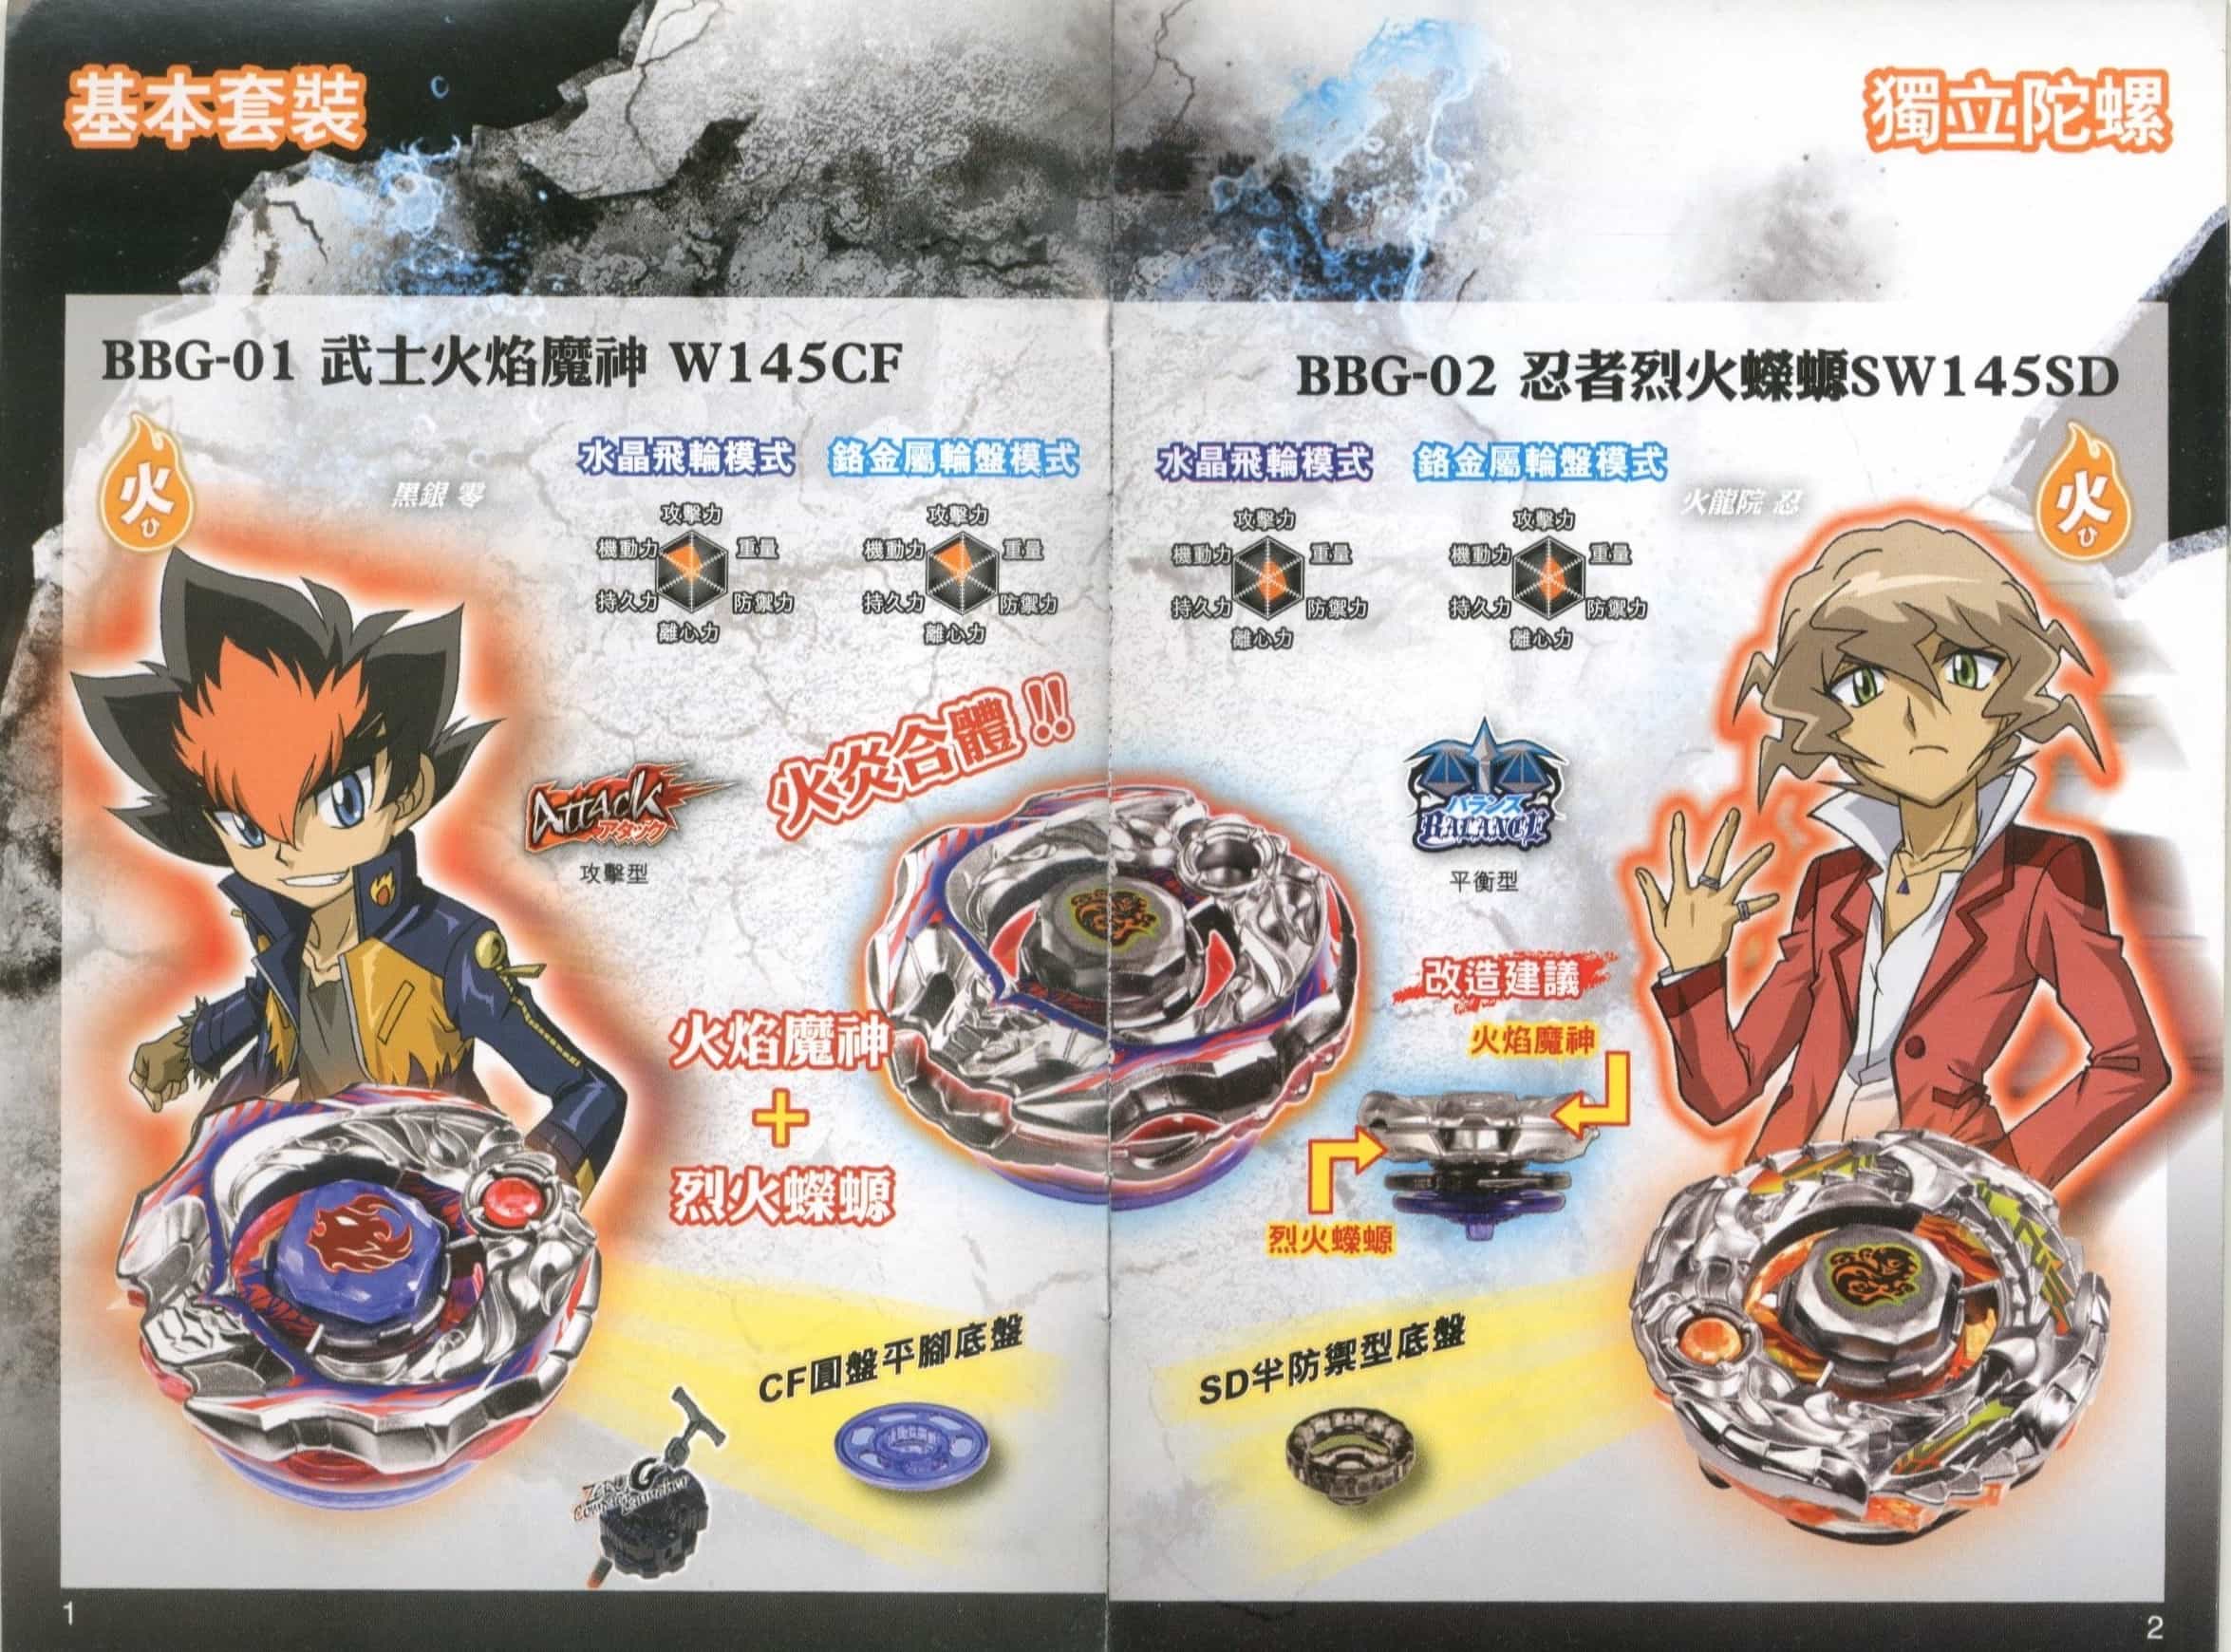 基本套裝
BBG-01 武士火焰魔神 W145CF
火
ひ
黑銀 零
水晶飛輪模式
鉻金屬輪盤模式
攻擊力
重量
防禦力
離心力
持久力
機動力
攻擊力
重量
防禦力
離心力
持久力
機動力
Attack
アタック
攻擊型
火炎合體!!
火焰魔神
+
烈火蠑螈
CF圓盤平腳底盤
ZERO G
Compact Launcher
1
獨立陀螺
BBG-02 忍者烈火蠑螈SW145SD
水晶飛輪模式
鉻金屬輪盤模式
火龍院 忍
火
ひ
攻擊力
重量
防禦力
離心力
持久力
機動力
攻擊力
重量
防禦力
離心力
持久力
機動力
バランス
BALANCE
平衡型
改造建議
火焰魔神
烈火蠑螈
SD半防禦型底盤
2